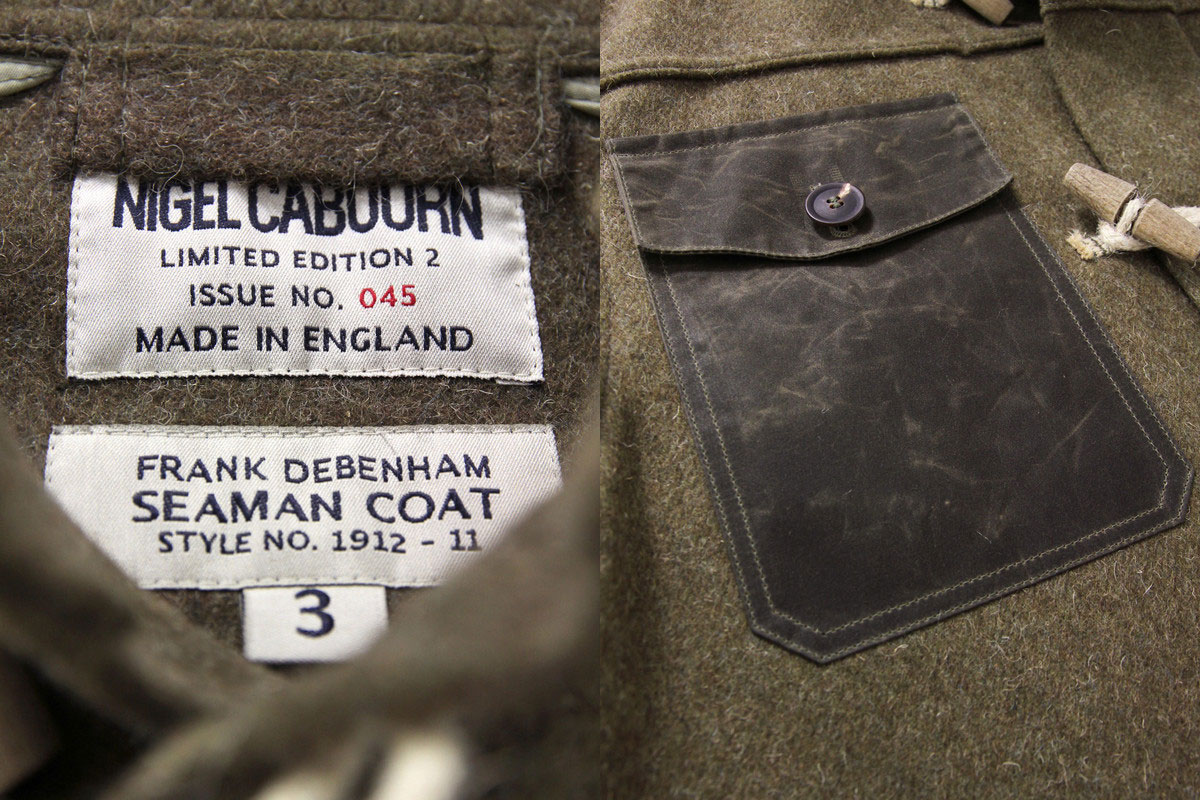 NIGEL CABOURN
LIMITED EDITION 2
ISSUE NO. 045
MADE IN ENGLAND
FRANK DEBENHAM
SEAMAN COAT
STYLE NO. 1912 - 11
3